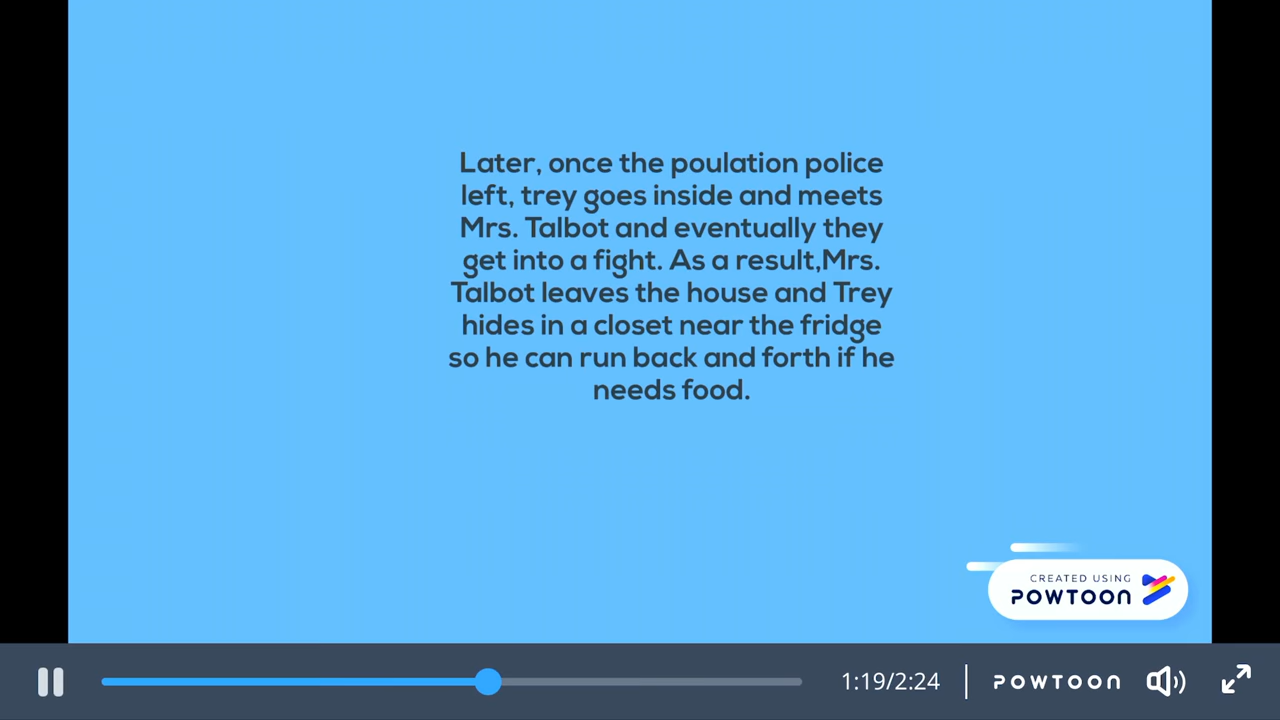 Later, once the poulation police
left, trey goes inside and meets
Mrs. Talbot and eventually they
get into a fight. As a result,Mrs.
Talbot leaves the house and Trey
hides in a closet near the fridge
so he can run back and forth if he
needs food.
CREATED USING
POWTOON
1:19/2:24
POWTOON